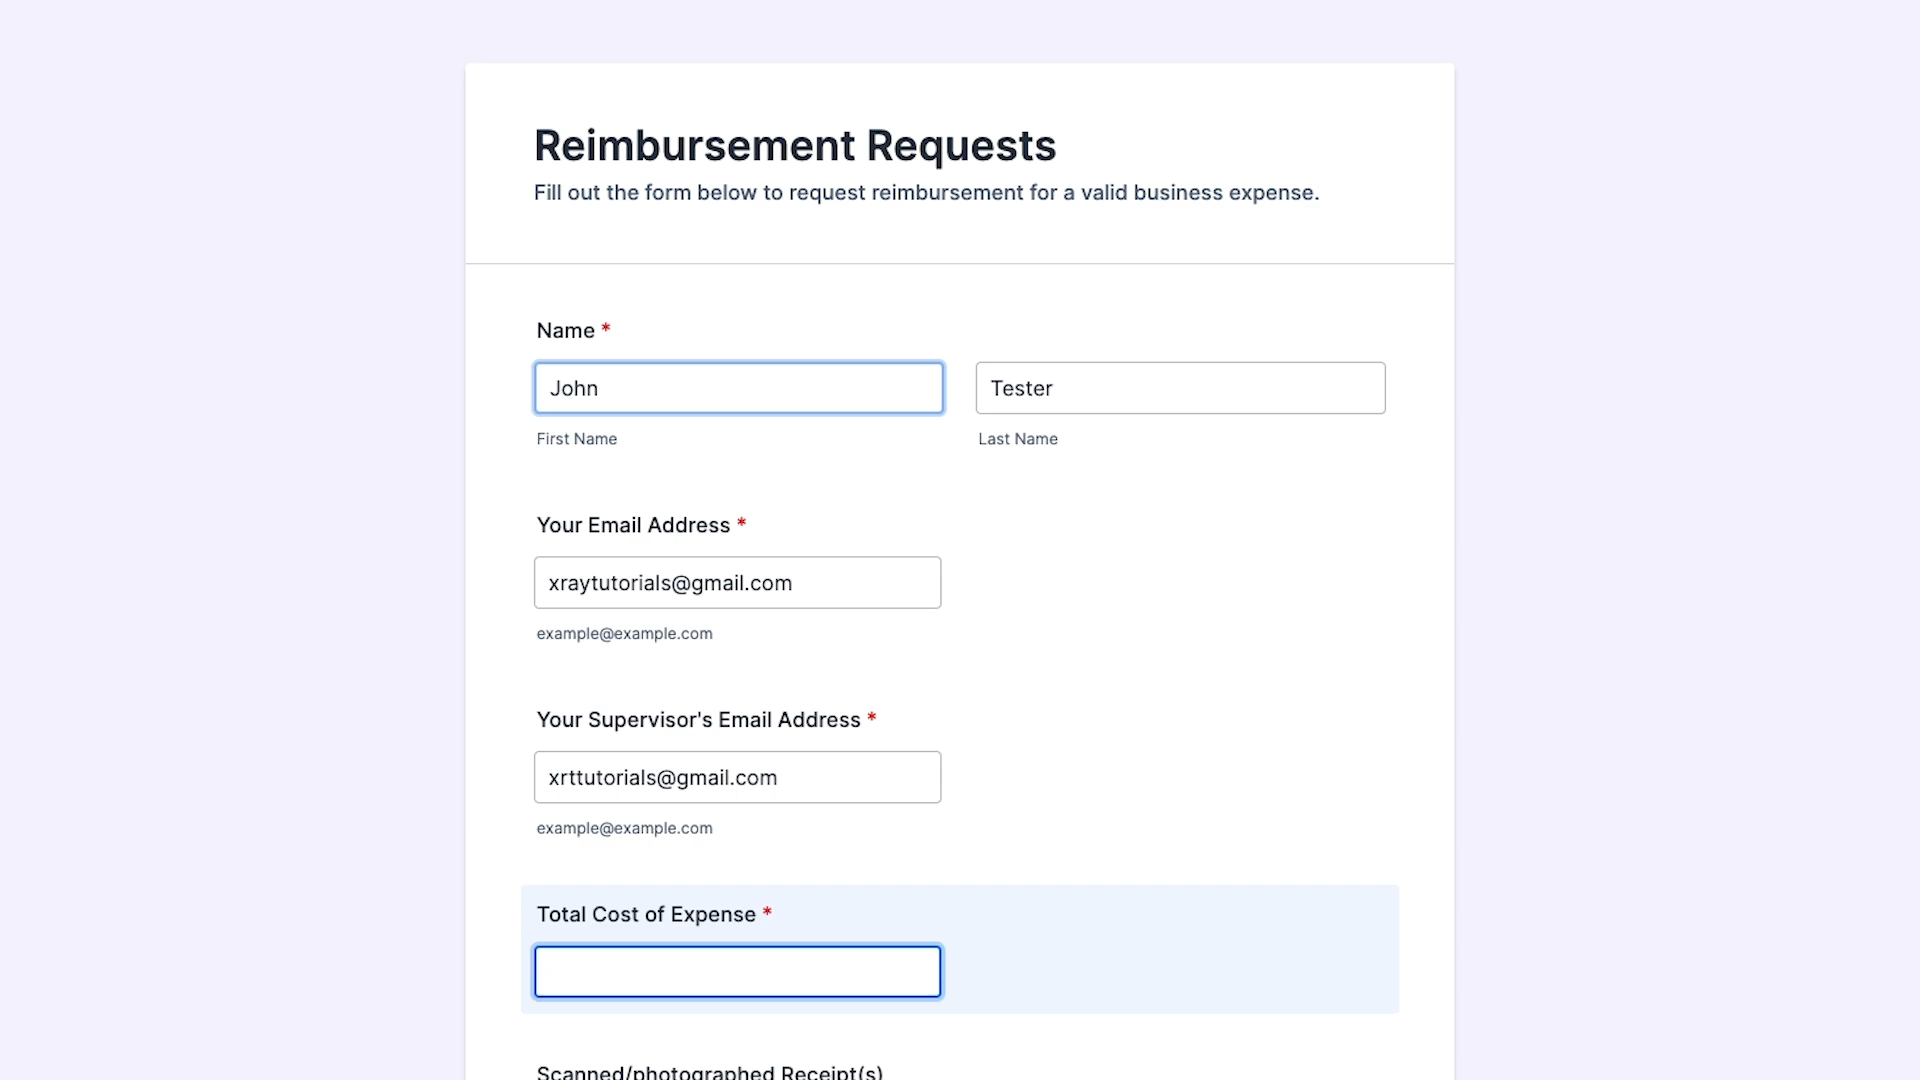 Reimbursement Requests
Fill out the form below to request reimbursement for a valid business expense.
Name *
John
Tester
First Name
Last Name
Your Email Address *
xraytutorials@gmail.com
example@example.com
Your Supervisor's Email Address *
xrttutorials@gmail.com
example@example.com
Total Cost of Expense *
Scanned/photographed Receipt(s)